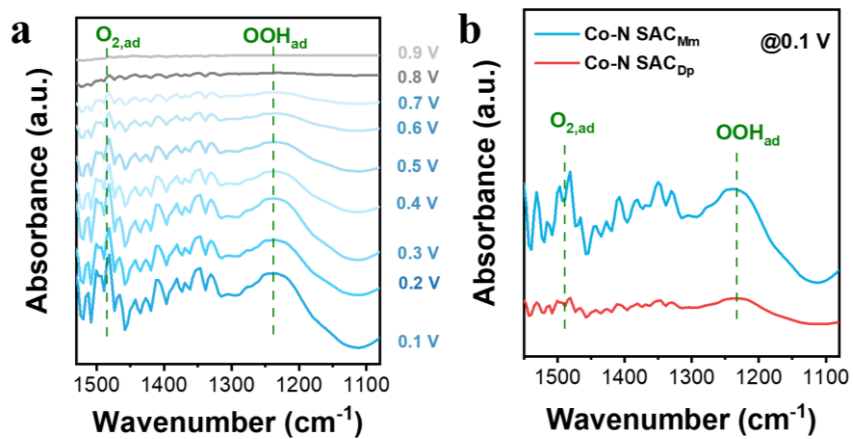 a
O2,ad
OOHad
0.9 V
0.8 V
0.7 V
0.6 V
0.5 V
0.4 V
0.3 V
0.2 V
0.1 V
Absorbance (a.u.)
1500 1400 1300 1200 1100
Wavenumber (cm-1)
b
Co-N SACMm
Co-N SACDp
@0.1 V
O2,ad
OOHad
Absorbance (a.u.)
1500 1400 1300 1200 1100
Wavenumber (cm-1)